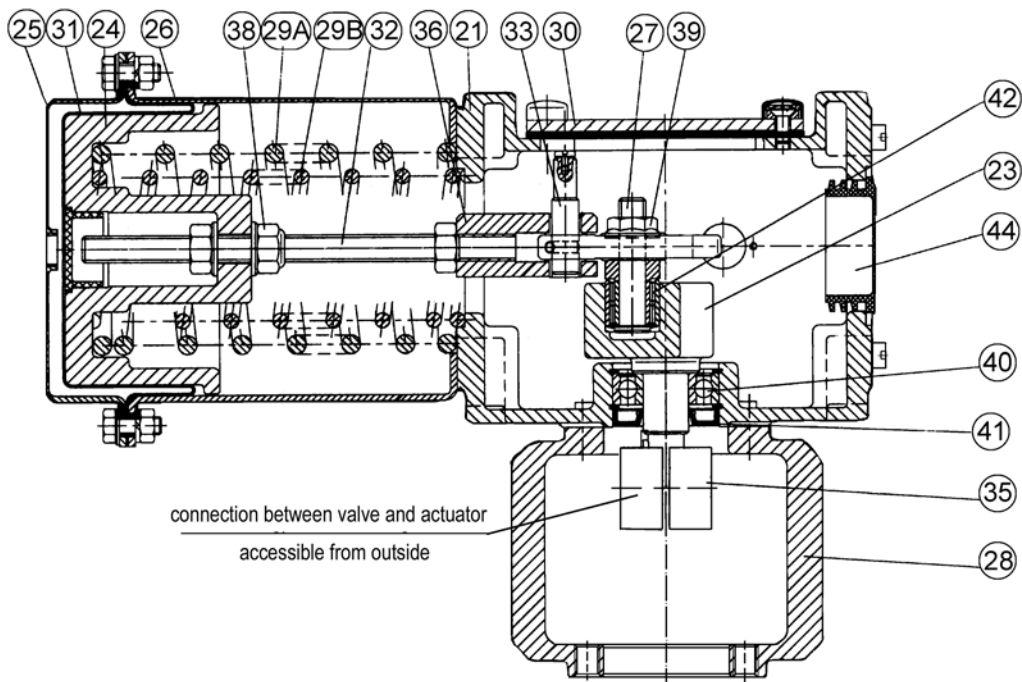 25 31 24 26 38 29A 29B 32 36 21 33 30 27 39
42
23
44
40
41
35
28
connection between valve and actuator
accessible from outside